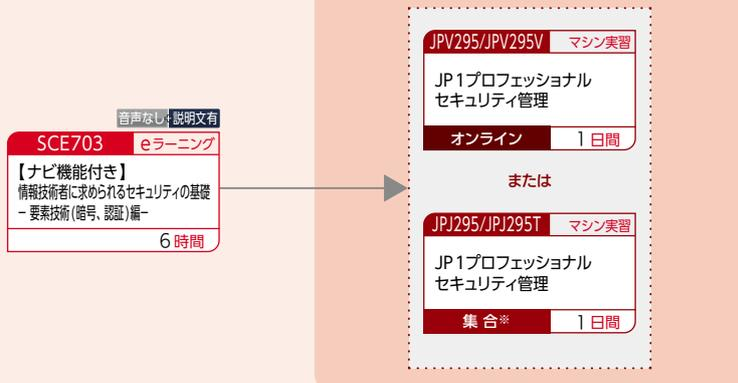 音声なし・説明文有
SCE703 eラーニング
【ナビ機能付き】
情報技術者に求められるセキュリティの基礎
－ 要素技術(暗号、認証)編－
6時間
JPV295/JPV295V マシン実習
JP1プロフェッショナル
セキュリティ管理
オンライン 1日間
または
JPJ295/JPJ295T マシン実習
JP1プロフェッショナル
セキュリティ管理
集 合※ 1日間